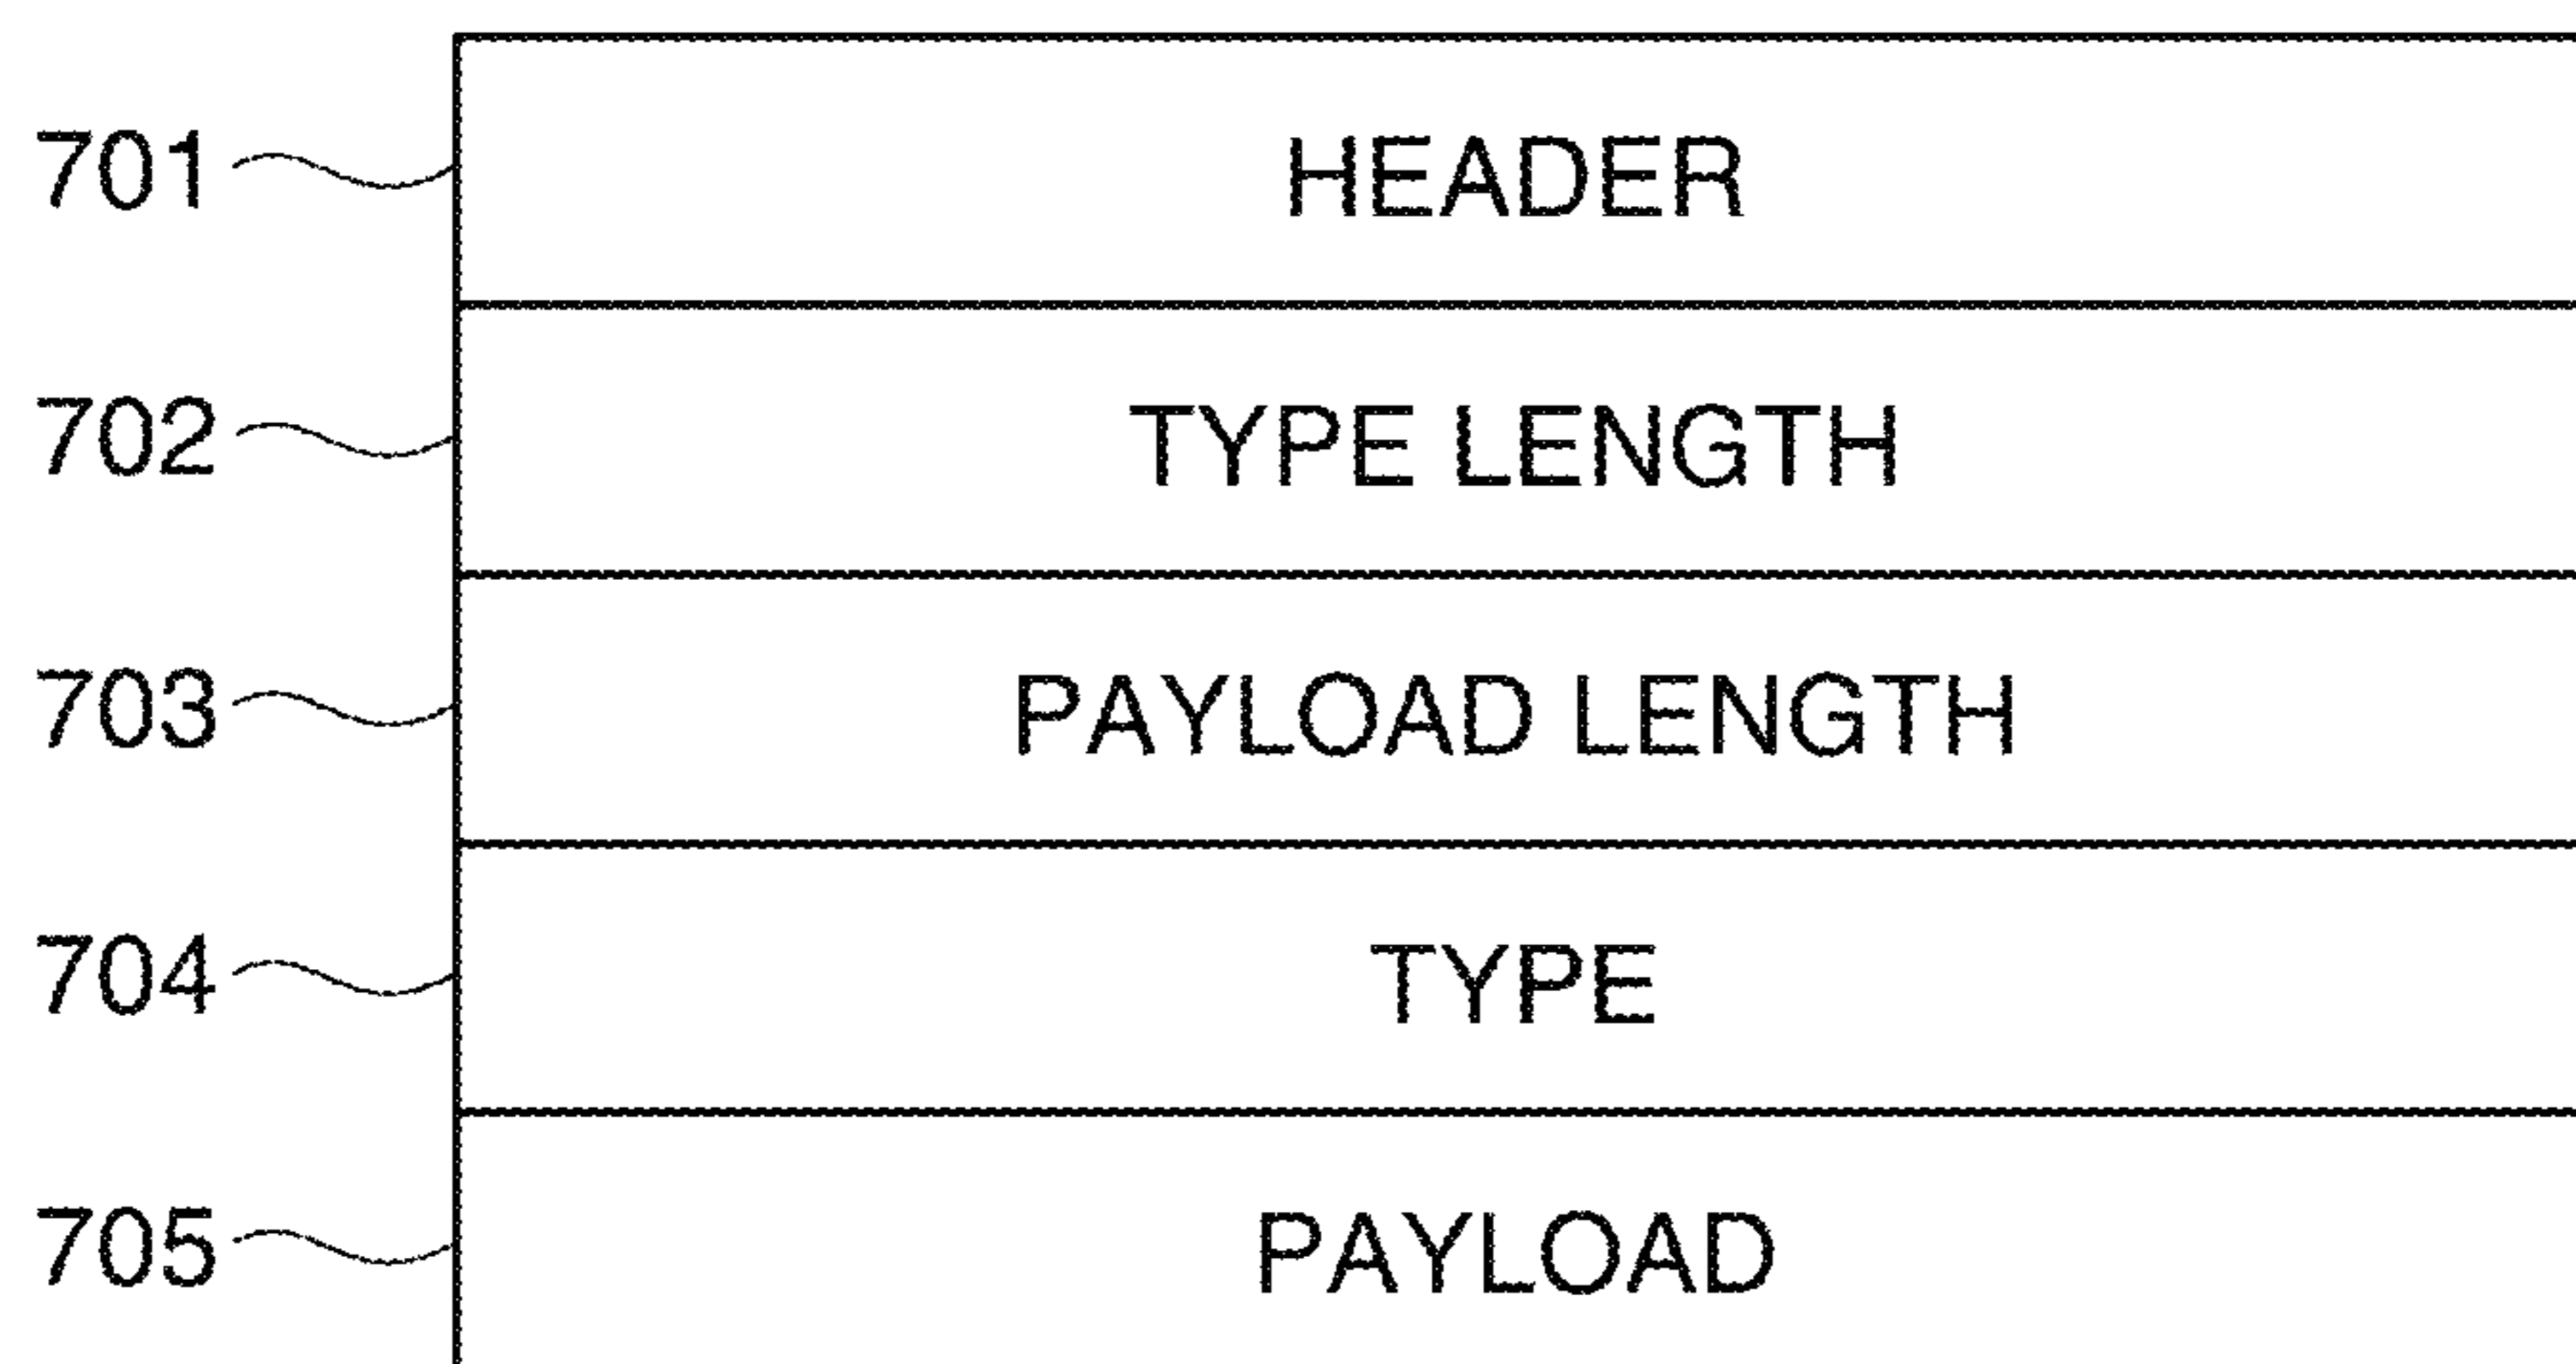 701 HEADER
702 TYPE LENGTH
703 PAYLOAD LENGTH
704 TYPE
705 PAYLOAD